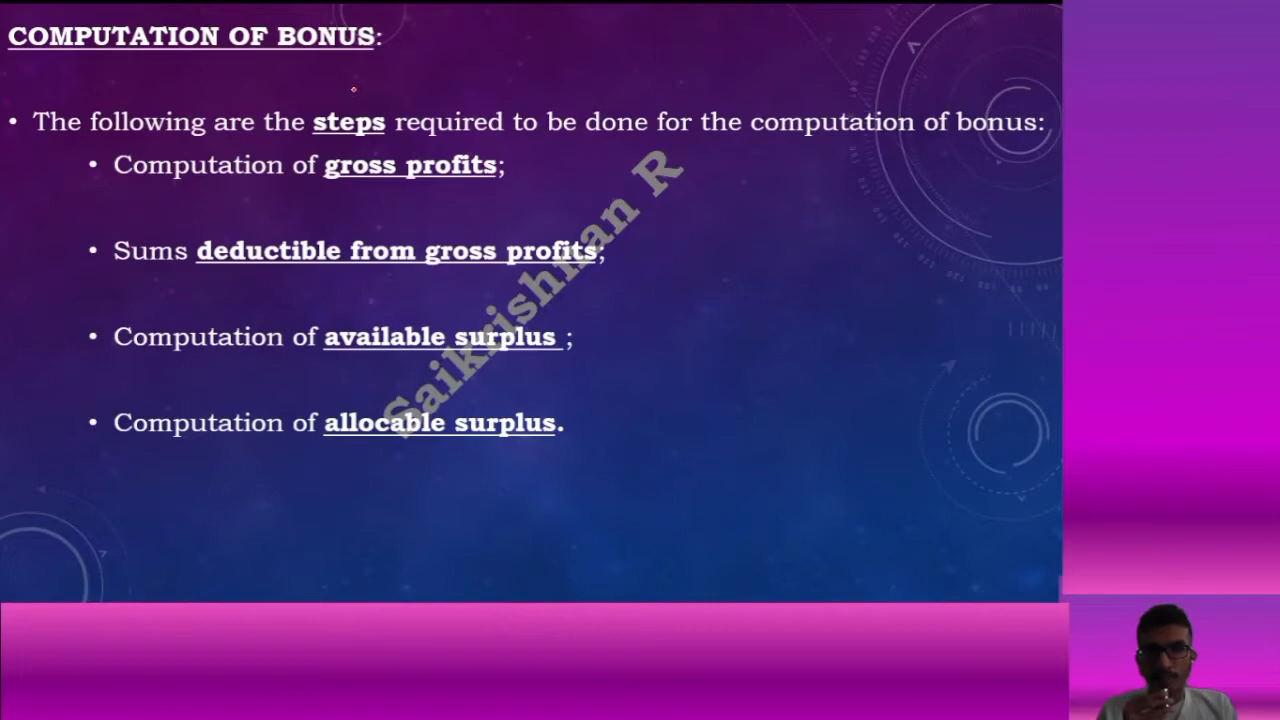 COMPUTATION OF BONUS:
• The following are the steps required to be done for the computation of bonus:
• Computation of gross profits;
• Sums deductible from gross profits;
• Computation of available surplus ;
• Computation of allocable surplus.
Saikrishnan R